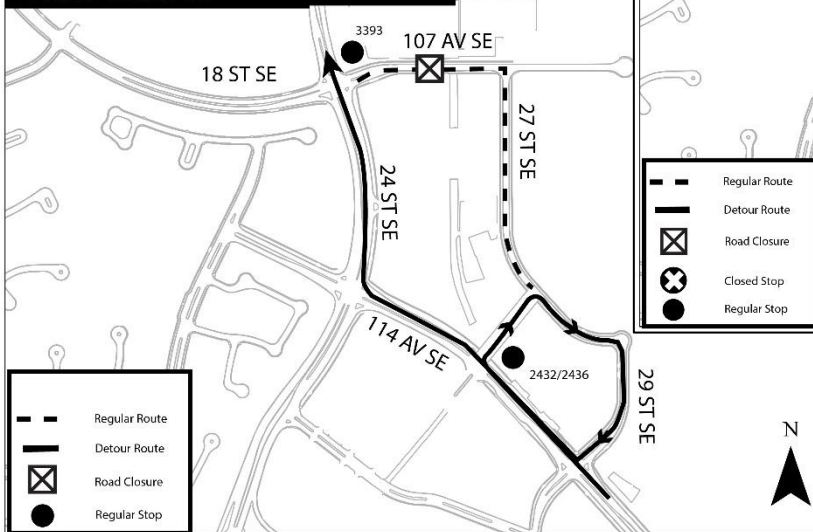 3393
107 AV SE
18 ST SE
27 ST SE
24 ST SE
Regular Route
Detour Route
Road Closure
Closed Stop
Regular Stop
114 AV SE
2432/2436
29 ST SE
Regular Route
Detour Route
Road Closure
Regular Stop
N